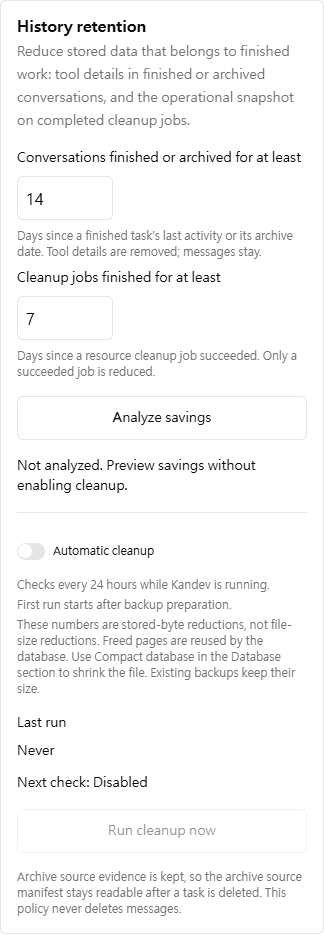 History retention
Reduce stored data that belongs to finished
work: tool details in finished or archived
conversations, and the operational snapshot
on completed cleanup jobs.
Conversations finished or archived for at least
14
Days since a finished task's last activity or its archive
date. Tool details are removed; messages stay.
Cleanup jobs finished for at least
7
Days since a resource cleanup job succeeded. Only a
succeeded job is reduced.
Analyze savings
Not analyzed. Preview savings without
enabling cleanup.
Automatic cleanup
Checks every 24 hours while Kandev is running.
First run starts after backup preparation.
These numbers are stored-byte reductions, not file-
size reductions. Freed pages are reused by the
database. Use Compact database in the Database
section to shrink the file. Existing backups keep their
size.
Last run
Never
Next check: Disabled
Run cleanup now
Archive source evidence is kept, so the archive source
manifest stays readable after a task is deleted. This
policy never deletes messages.